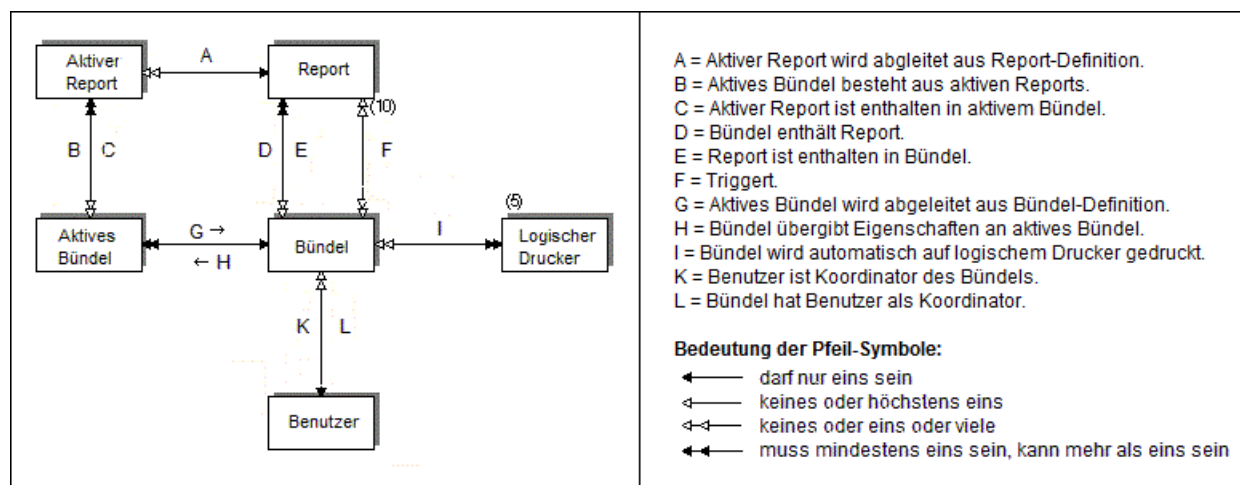 Aktiver
Report
A
Report
(10)
B
C
D
E
F
(5)
Aktives
Bündel
G →
← H
Bündel
I
Logischer
Drucker
K
L
Benutzer
A = Aktiver Report wird abgleitet aus Report-Definition.
B = Aktives Bündel besteht aus aktiven Reports.
C = Aktiver Report ist enthalten in aktivem Bündel.
D = Bündel enthält Report.
E = Report ist enthalten in Bündel.
F = Triggert.
G = Aktives Bündel wird abgeleitet aus Bündel-Definition.
H = Bündel übergibt Eigenschaften an aktives Bündel.
I = Bündel wird automatisch auf logischem Drucker gedruckt.
K = Benutzer ist Koordinator des Bündels.
L = Bündel hat Benutzer als Koordinator.
Bedeutung der Pfeil-Symbole:
darf nur eins sein
keines oder höchstens eins
keines oder eins oder viele
muss mindestens eins sein, kann mehr als eins sein